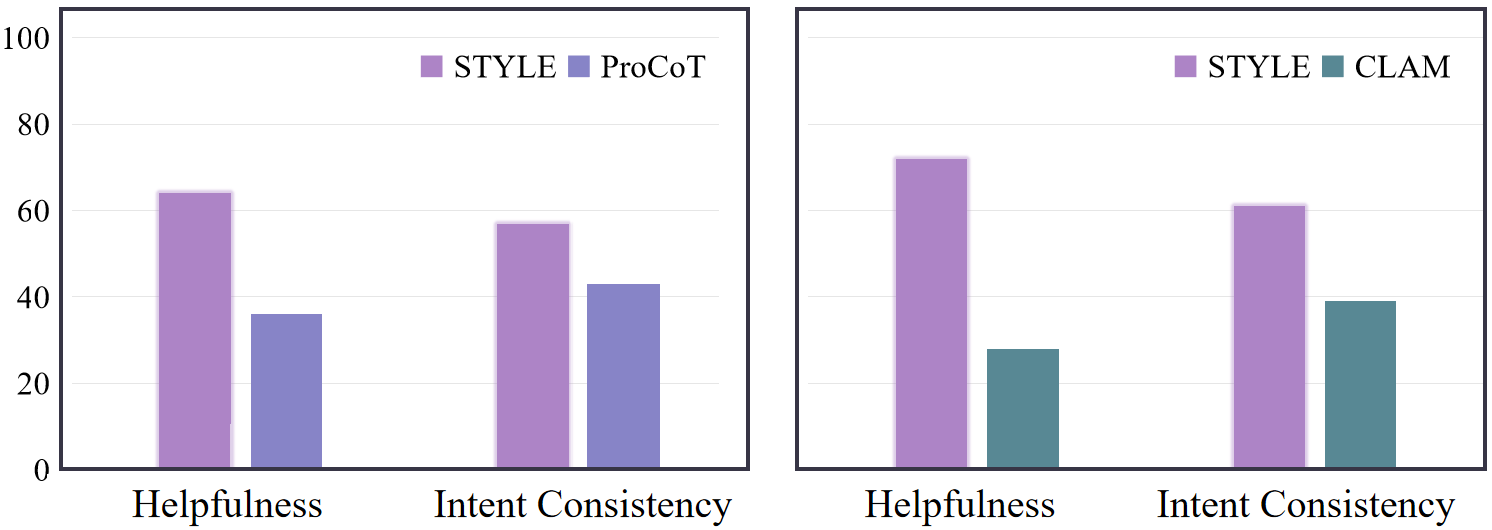 100
80
60
40
20
0
STYLE ProCoT
Helpfulness Intent Consistency
STYLE CLAM
Helpfulness Intent Consistency